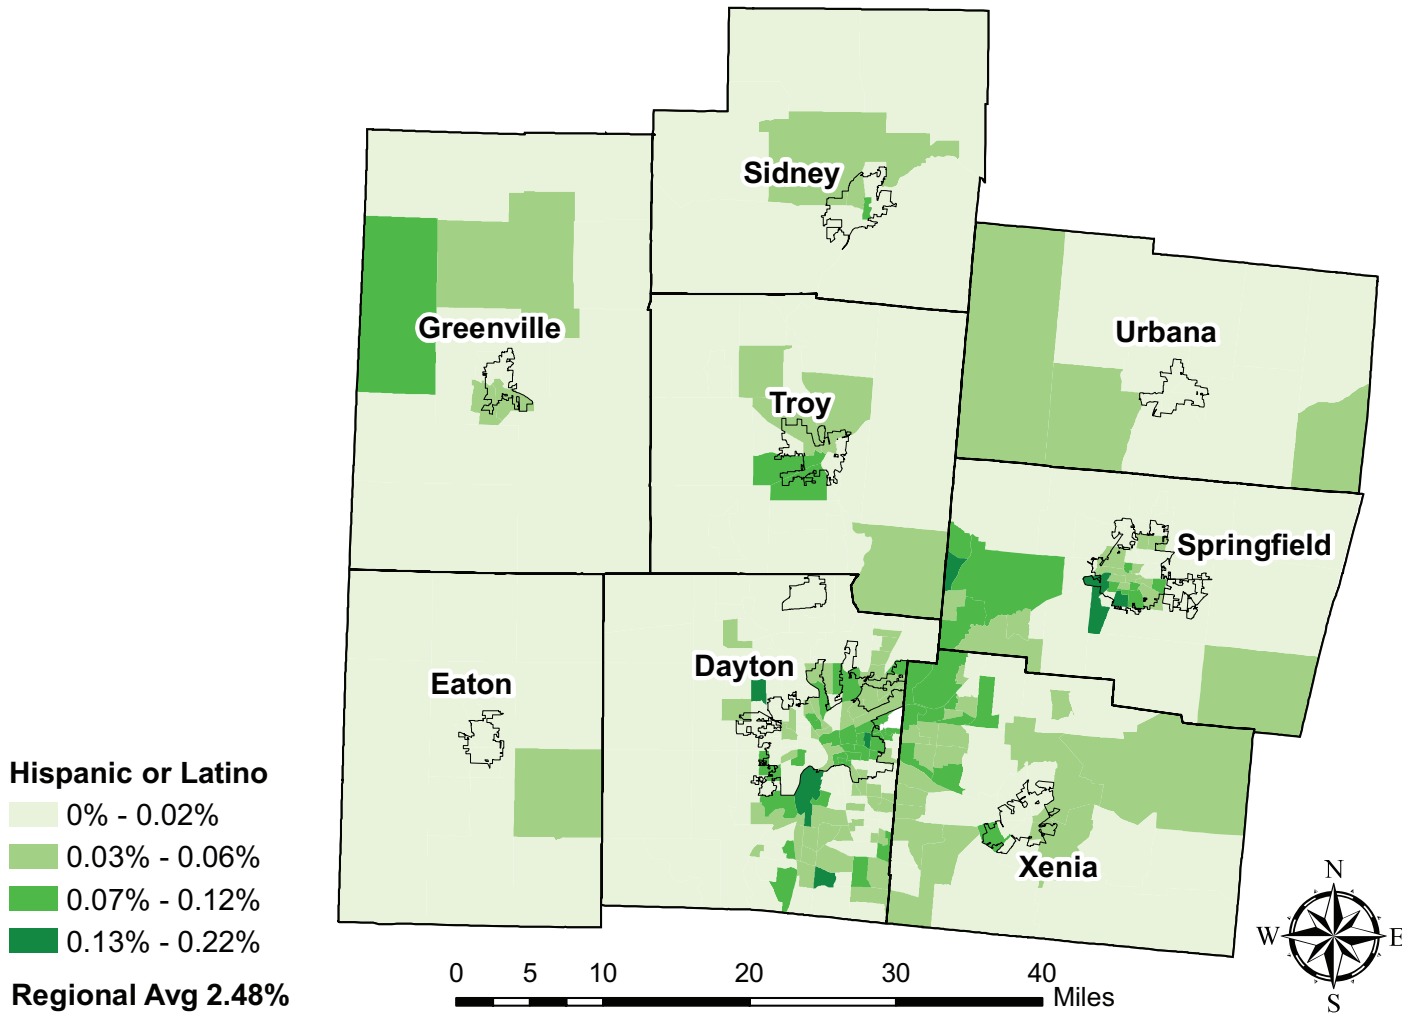 Sidney
Greenville
Urbana
Troy
Springfield
Dayton
Eaton
Xenia
Hispanic or Latino
0% - 0.02%
0.03% - 0.06%
0.07% - 0.12%
0.13% - 0.22%
Regional Avg 2.48%
0 5 10 20 30 40
Miles
N
W E
S